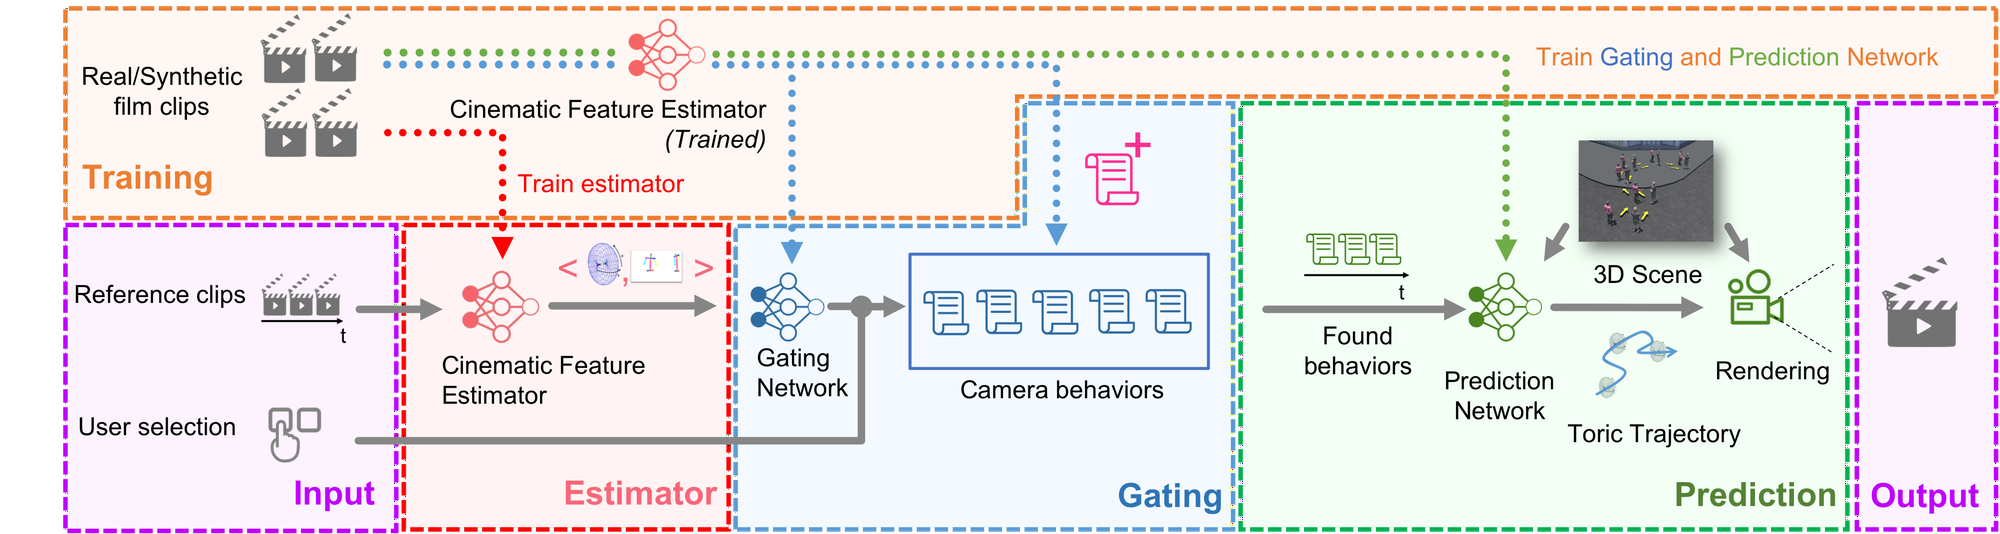 Real/Synthetic
film clips
Cinematic Feature Estimator
(Trained)
Train Gating and Prediction Network
Training
Train estimator
Reference clips
t
User selection
Input
< , >
Cinematic Feature
Estimator
Estimator
Gating
Network
+
Camera behaviors
Gating
t
Found
behaviors
Prediction
Network
3D Scene
Toric Trajectory
Rendering
Prediction
Output